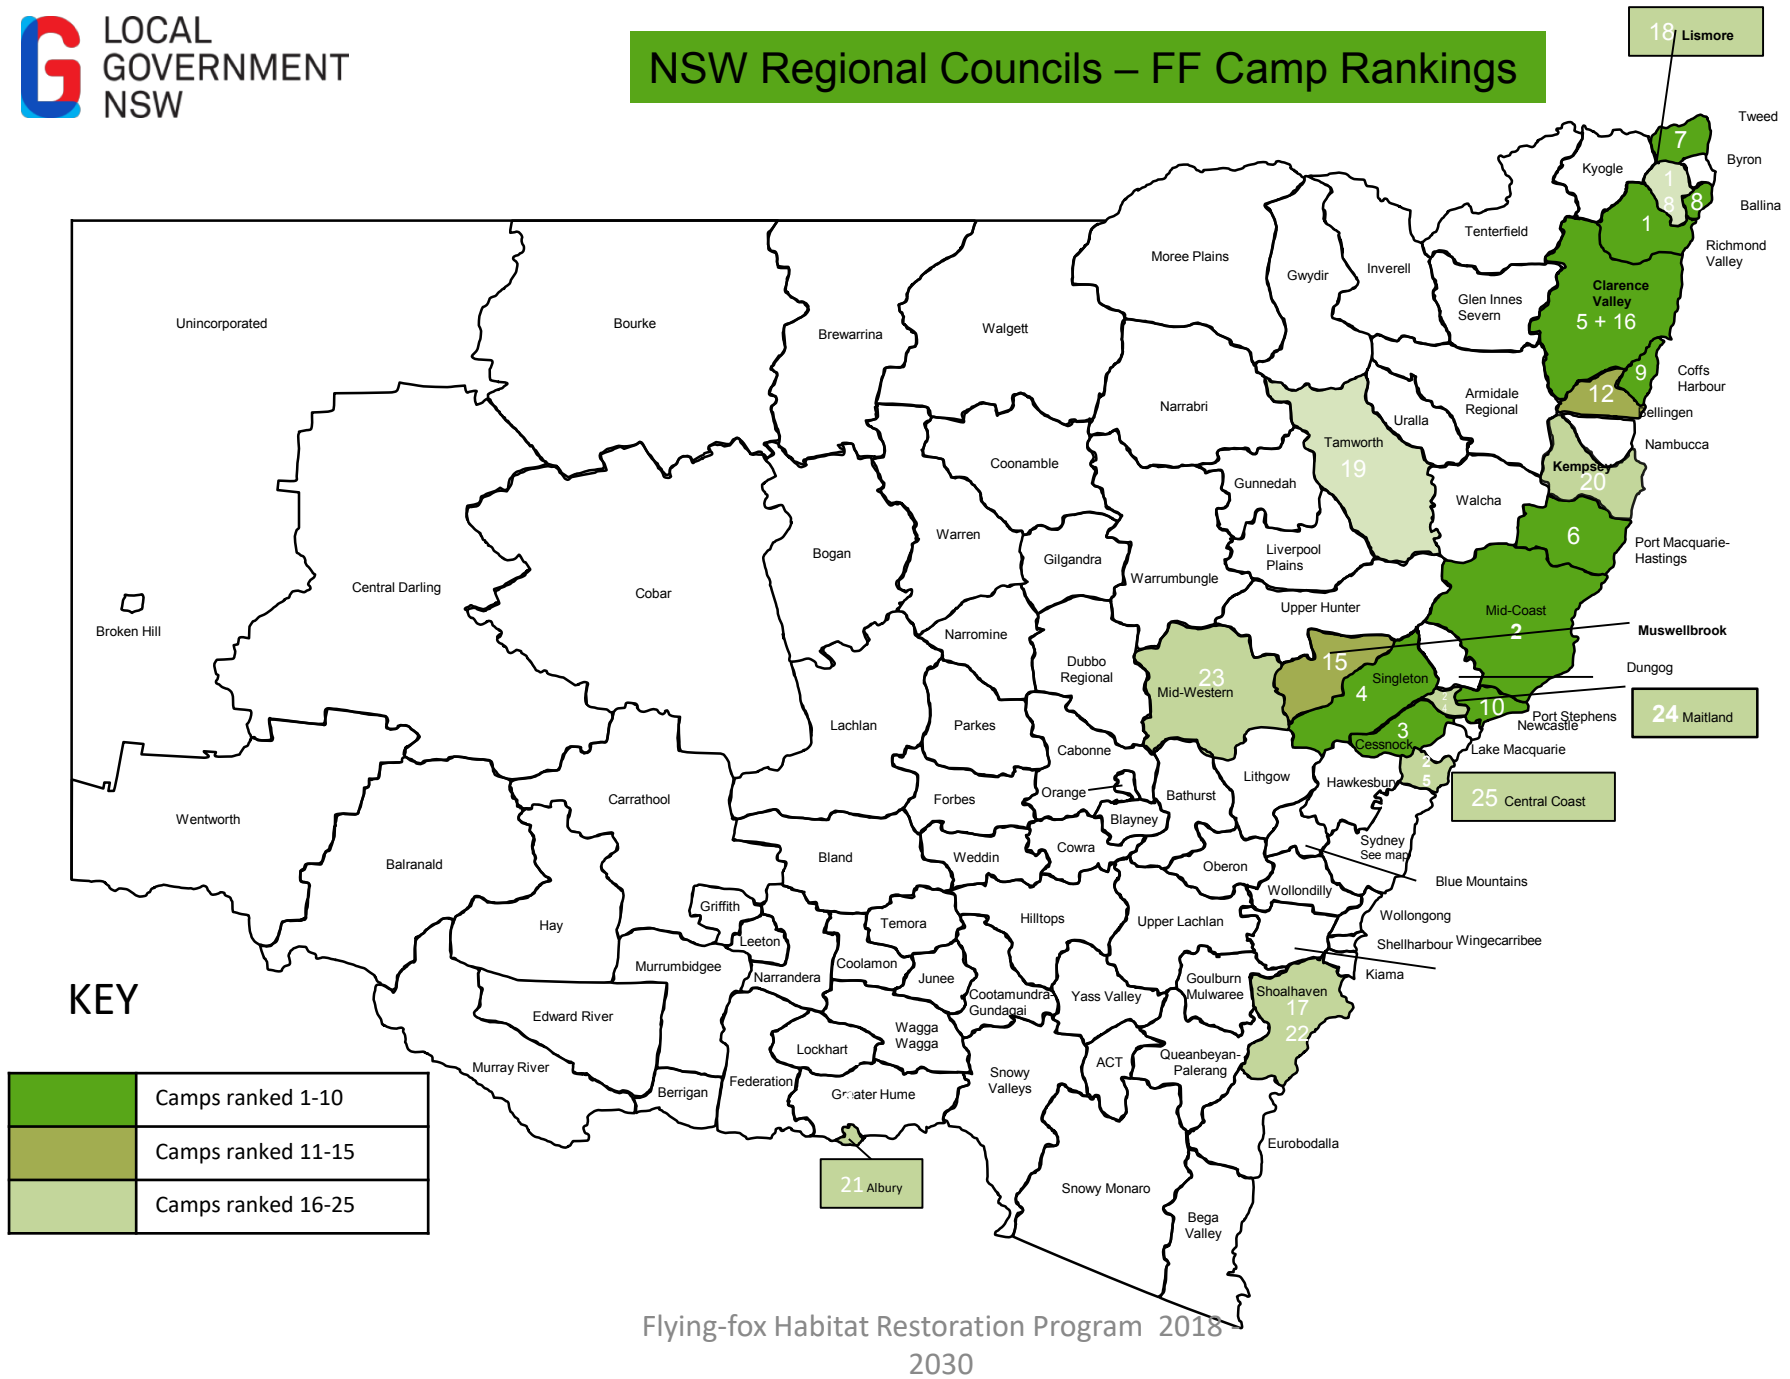 LOCAL
GOVERNMENT
NSW
NSW Regional Councils – FF Camp Rankings
18 Lismore
Tweed
7
Kyogle
Byron
1
8
8
Ballina
1
Tenterfield
Richmond
Valley
Moree Plains
Gwydir
Inverell
Clarence
Valley
5 + 16
Glen Innes
Severn
Unincorporated
Bourke
Brewarrina
Walgett
9
Coffs
Harbour
12
Bellingen
Armidale
Regional
Narrabri
Uralla
Tamworth
19
Nambucca
Kempsey
20
Coonamble
Gunnedah
Walcha
Warren
6
Port Macquarie-
Hastings
Bogan
Gilgandra
Liverpool
Plains
Warrumbungle
Central Darling
Cobar
Upper Hunter
Mid-Coast
2
Broken Hill
Narromine
Muswellbrook
Dubbo
Regional
15
Dungog
23
Mid-Western
Singleton
4
10
Port Stephens
Newcastle
24 Maitland
Lachlan
Parkes
Cabonne
3
Cessnock
Lake Macquarie
2
5
Lithgow
Hawkesbury
Orange
Bathurst
Forbes
Carrathool
25 Central Coast
Wentworth
Blayney
Balranald
Bland
Weddin
Cowra
Sydney
See map
Oberon
Blue Mountains
Wollondilly
Griffith
Hay
Temora
Hilltops
Upper Lachlan
Wollongong
Leeton
Shellharbour
Wingecarribee
Murrumbidgee
Narrandera
Coolamon
Junee
Kiama
Goulburn
Mulwaree
Shoalhaven
17
22
Cootamundra-
Gundagai
Yass Valley
KEY
Edward River
Wagga
Wagga
Lockhart
ACT
Queanbeyan-
Palerang
Murray River
Snowy
Valleys
Berrigan
Federation
Greater Hume
Camps ranked 1-10
Camps ranked 11-15
Camps ranked 16-25
Eurobodalla
21 Albury
Snowy Monaro
Bega
Valley
Flying-fox Habitat Restoration Program 2018 -
2030